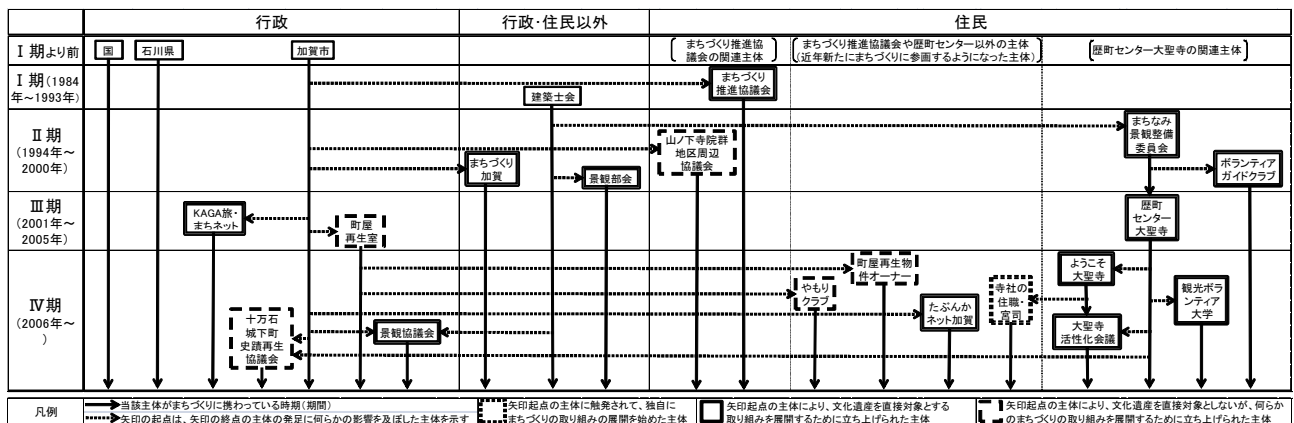 行政
行政・住民以外
住民
Ⅰ期より前
国
石川県
加賀市
まちづくり推進協
議会の関連主体
まちづくり推進協議会や歴町センター以外の主体
(近年新たにまちづくりに参画するようになった主体)
歴町センター大聖寺の関連主体
Ⅰ期(1984
年~1993年)
まちづくり
推進協議会
建築士会
Ⅱ期
(1994年~
2000年)
まちづくり
加賀
景観部会
山ノ下寺院群
地区周辺
協議会
まちなみ
景観整備
委員会
ボランティア
ガイドクラブ
Ⅲ期
(2001年~
2005年)
KAGA旅・
まちネット
町屋
再生室
歴町
センター
大聖寺
Ⅳ期
(2006年~
)
十万石
城下町
史蹟再生
協議会
景観協議会
やもり
クラブ
町屋再生物
件オーナー
たぶんか
ネット加賀
寺社の
住職・
宮司
ようこそ
大聖寺
大聖寺
活性化会議
観光ボラ
ンティア
大学
凡例
当該主体がまちづくりに携わっている時期(期間)
矢印の起点は、矢印の終点の主体の発足に何らかの影響を及ぼした主体を示す
矢印起点の主体に触発されて、独自に
まちづくりの取り組みの展開を始めた主体
矢印起点の主体により、文化遺産を直接対象とする
取り組みを展開するために立ち上げられた主体
矢印起点の主体により、文化遺産を直接対象としないが、何らか
のまちづくりの取り組みを展開するために立ち上げられた主体